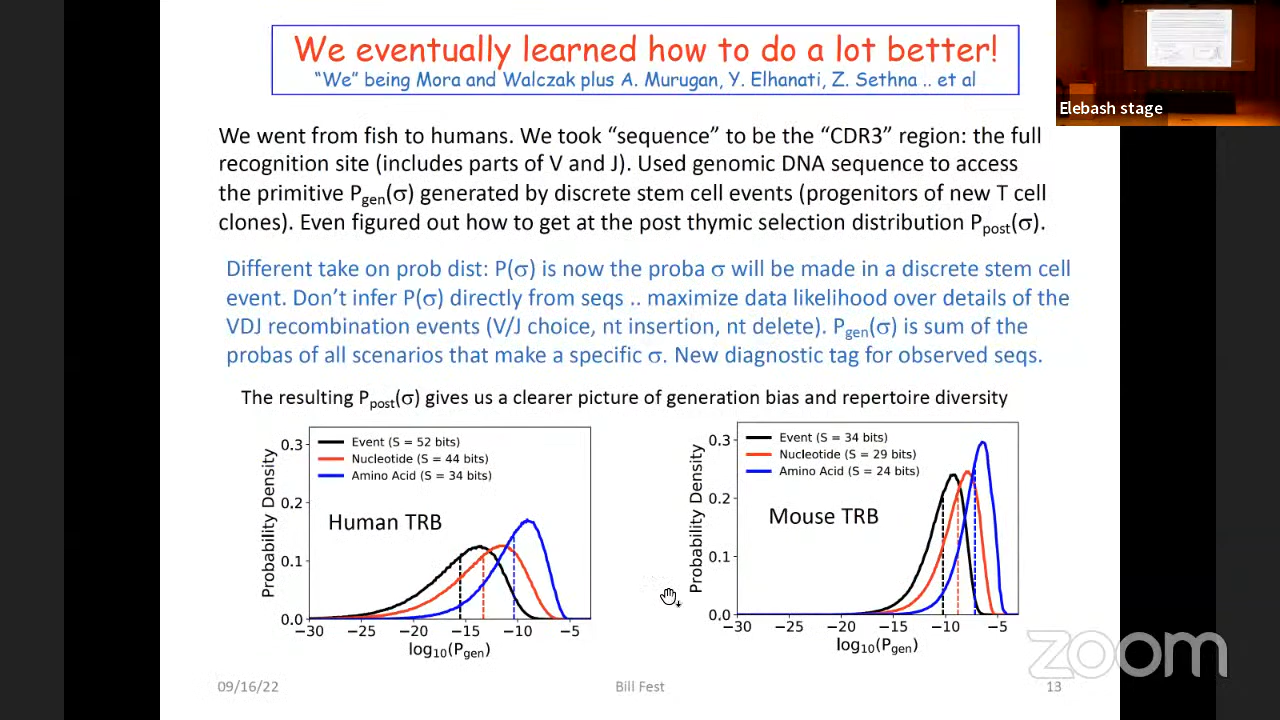 We eventually learned how to do a lot better!
"We" being Mora and Walczak plus A. Murugan, Y. Elhanati, Z. Sethna .. et al
Elebash stage
We went from fish to humans. We took "sequence" to be the "CDR3" region: the full
recognition site (includes parts of V and J). Used genomic DNA sequence to access
the primitive Pgen(σ) generated by discrete stem cell events (progenitors of new T cell
clones). Even figured out how to get at the post thymic selection distribution Ppost(σ).
Different take on prob dist: P(σ) is now the proba σ will be made in a discrete stem cell
event. Don't infer P(σ) directly from seqs .. maximize data likelihood over details of the
VDJ recombination events (V/J choice, nt insertion, nt delete). Pgen(σ) is sum of the
probas of all scenarios that make a specific σ. New diagnostic tag for observed seqs.
The resulting Ppost(σ) gives us a clearer picture of generation bias and repertoire diversity
Probability Density
0.3
0.2
0.1
0.0
Event (S = 52 bits)
Nucleotide (S = 44 bits)
Amino Acid (S = 34 bits)
Human TRB
−30 −25 −20 −15 −10 −5
log10(Pgen)
Probability Density
0.3
0.2
0.1
0.0
Event (S = 34 bits)
Nucleotide (S = 29 bits)
Amino Acid (S = 24 bits)
Mouse TRB
−30 −25 −20 −15 −10 −5
log10(Pgen)
zoom
09/16/22
Bill Fest
13